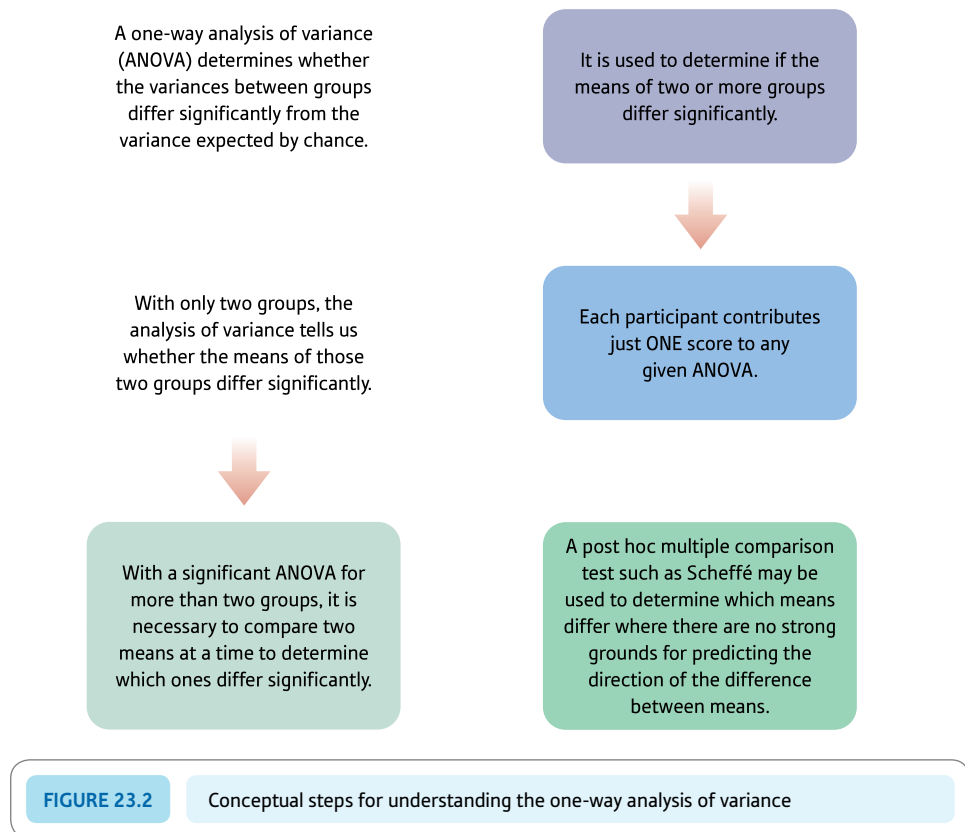 A one-way analysis of variance
(ANOVA) determines whether
the variances between groups
differ significantly from the
variance expected by chance.
It is used to determine if the
means of two or more groups
differ significantly.
With only two groups, the
analysis of variance tells us
whether the means of those
two groups differ significantly.
Each participant contributes
just ONE score to any
given ANOVA.
With a significant ANOVA for
more than two groups, it is
necessary to compare two
means at a time to determine
which ones differ significantly.
A post hoc multiple comparison
test such as Scheffé may be
used to determine which means
differ where there are no strong
grounds for predicting the
direction of the difference
between means.
FIGURE 23.2
Conceptual steps for understanding the one-way analysis of variance